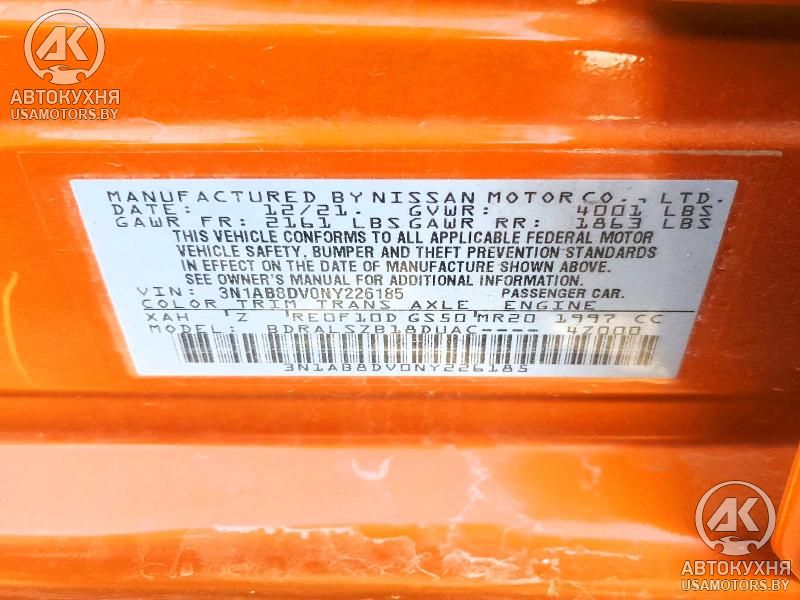 AK
АВТОКУХНЯ
USAMOTORS.BY
MANUFACTURED BY NISSAN MOTOR CO., LTD.
DATE: 12/21. GVWR: 4001 LBS
GAWR FR: 2161 LBS GAWR RR: 1863 LBS
THIS VEHICLE CONFORMS TO ALL APPLICABLE FEDERAL MOTOR
VEHICLE SAFETY, BUMPER AND THEFT PREVENTION STANDARDS
IN EFFECT ON THE DATE OF MANUFACTURE SHOWN ABOVE.
SEE OWNER'S MANUAL FOR ADDITIONAL INFORMATION.
VIN: 3N1AB8DV0NY226185 PASSENGER CAR.
COLOR TRIM TRANS AXLE ENGINE
XAH Z RE0F10D GS50 MR20 1997 CC
MODEL: BDRALSZB18DUAC---- 47000
3N1AB8DV0NY226185
AK
АВТОКУХНЯ
USAMOTORS.BY